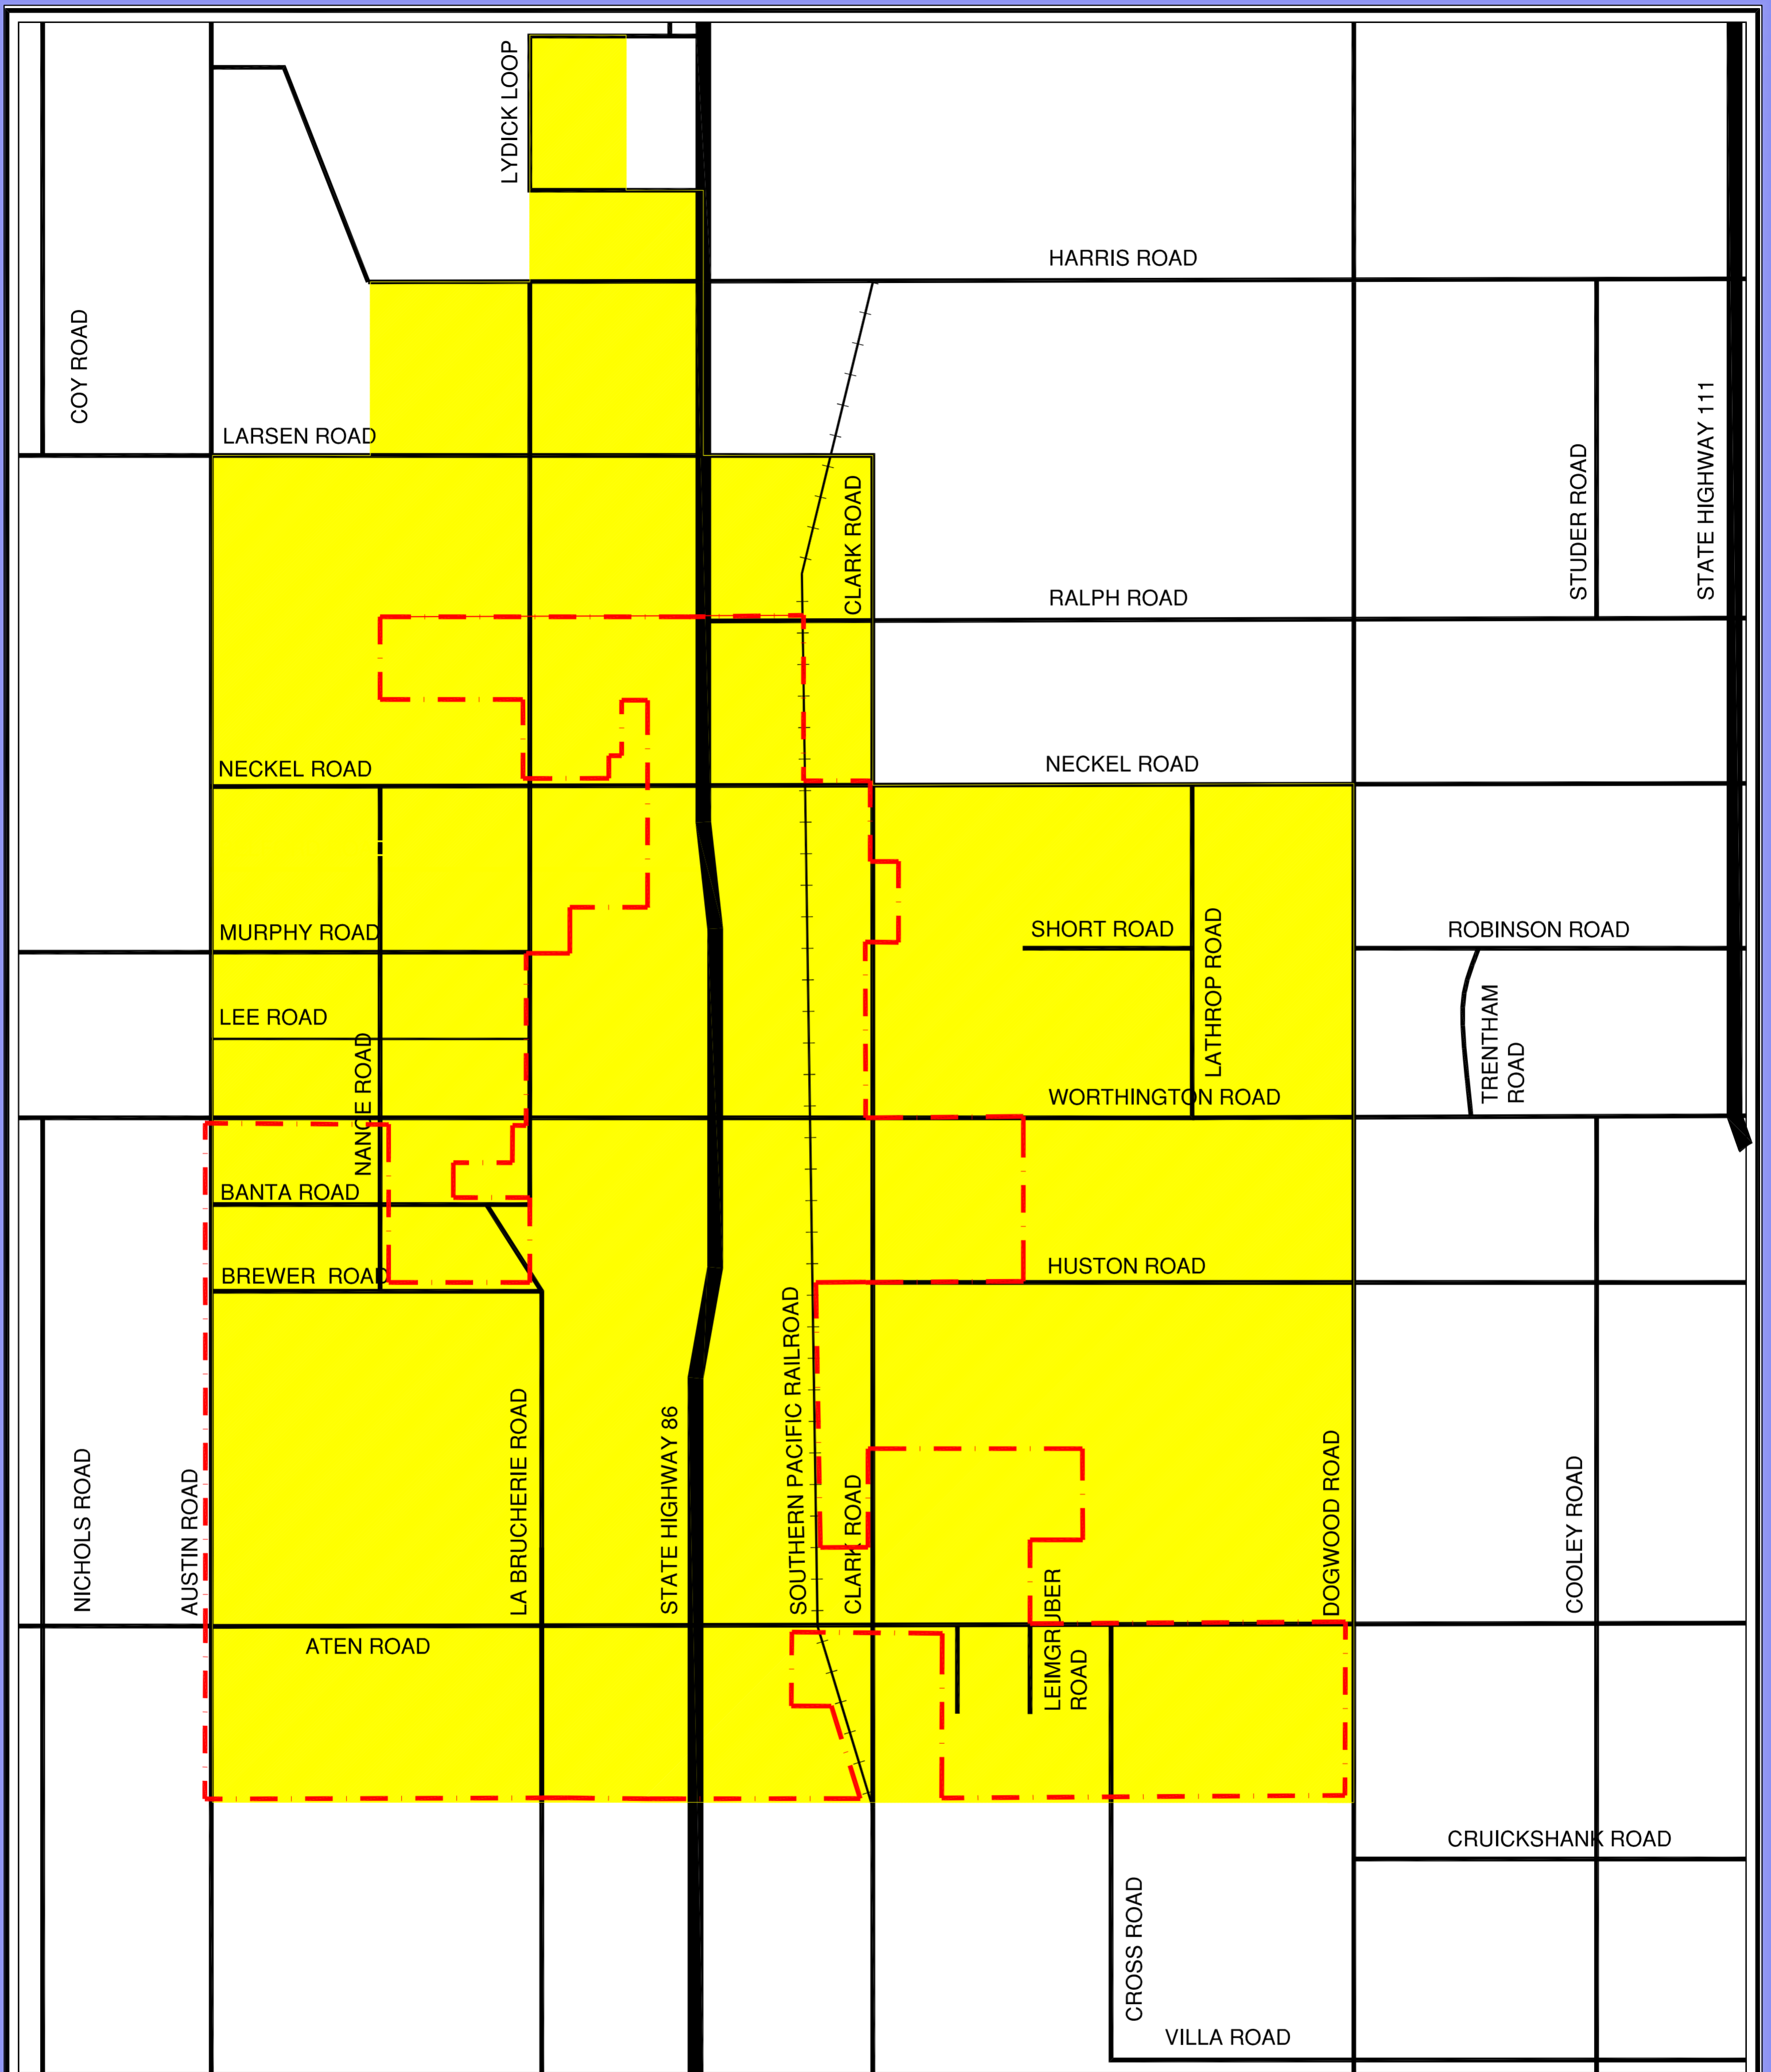 LYDICK LOOP
HARRIS ROAD
COY ROAD
LARSEN ROAD
CLARK ROAD
STUDER ROAD
STATE HIGHWAY 111
RALPH ROAD
NECKEL ROAD
NECKEL ROAD
MURPHY ROAD
SHORT ROAD
LATHROP ROAD
ROBINSON ROAD
LEE ROAD
NANCE ROAD
TRENTHAM
ROAD
WORTHINGTON ROAD
BANTA ROAD
BREWER ROAD
HUSTON ROAD
NICHOLS ROAD
AUSTIN ROAD
LA BRUCHERIE ROAD
STATE HIGHWAY 86
SOUTHERN PACIFIC RAILROAD
CLARK ROAD
LEIMGRUBER
ROAD
DOGWOOD ROAD
COOLEY ROAD
ATEN ROAD
CRUICKSHANK ROAD
CROSS ROAD
VILLA ROAD